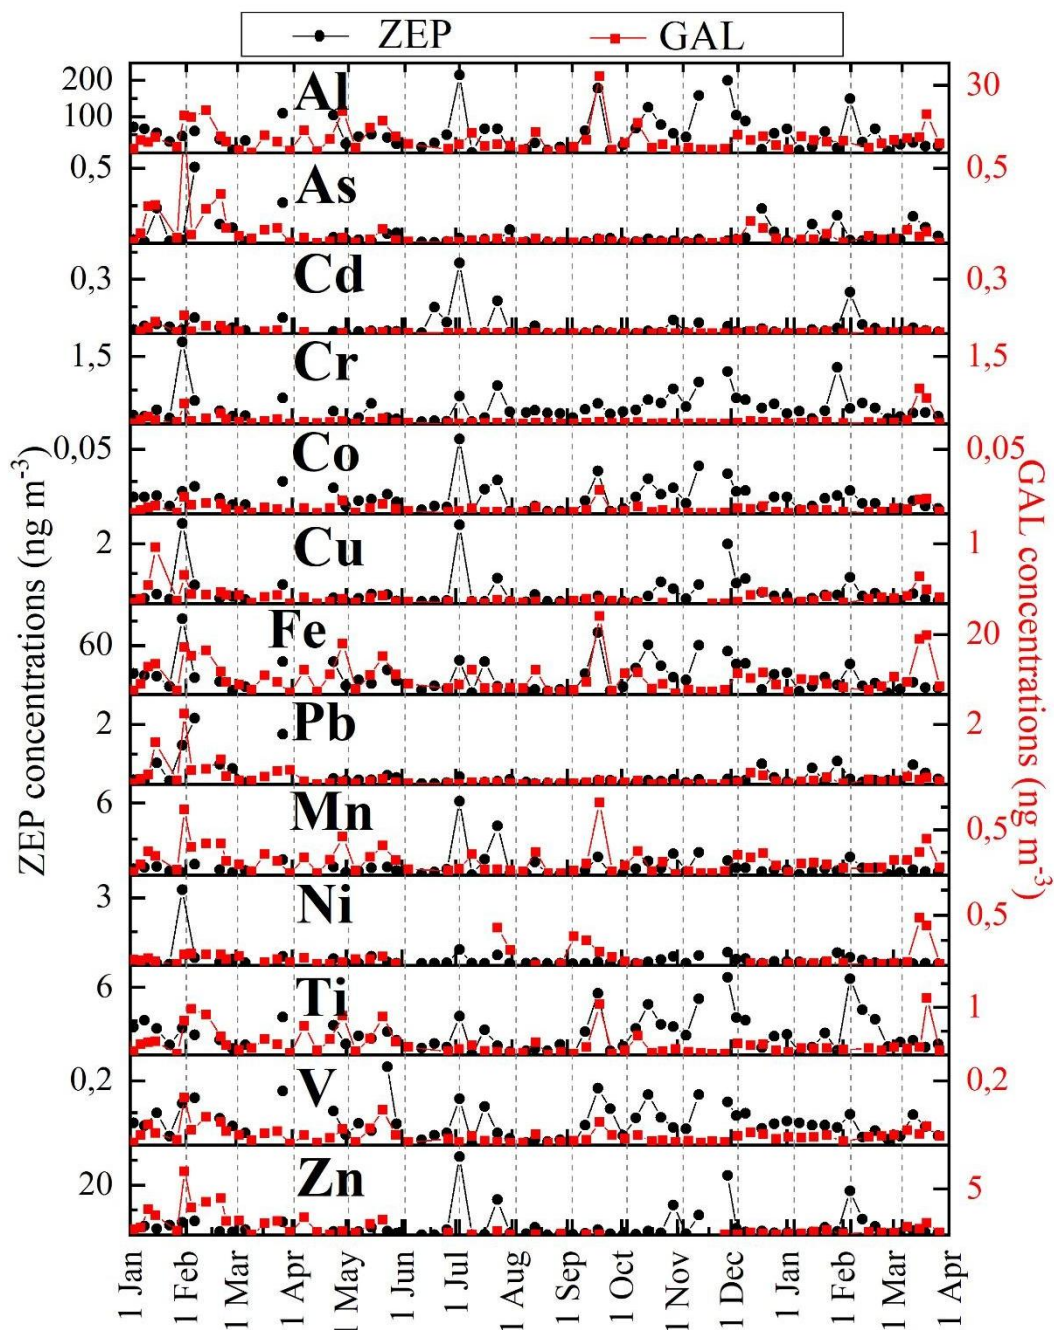 ZEP GAL
200 Al 30
100
0,5 As 0,5
0,3 Cd 0,3
1,5 Cr 1,5
0,05 Co 0,05
2 Cu 1
60 Fe 20
2 Pb 2
6 Mn 0,5
3 Ni 0,5
6 Ti 1
0,2 V 0,2
20 Zn 5
ZEP concentrations (ng m⁻³)
GAL concentrations (ng m⁻³)
1 Jan
1 Feb
1 Mar
1 Apr
1 May
1 Jun
1 Jul
1 Aug
1 Sep
1 Oct
1 Nov
1 Dec
1 Jan
1 Feb
1 Mar
1 Apr